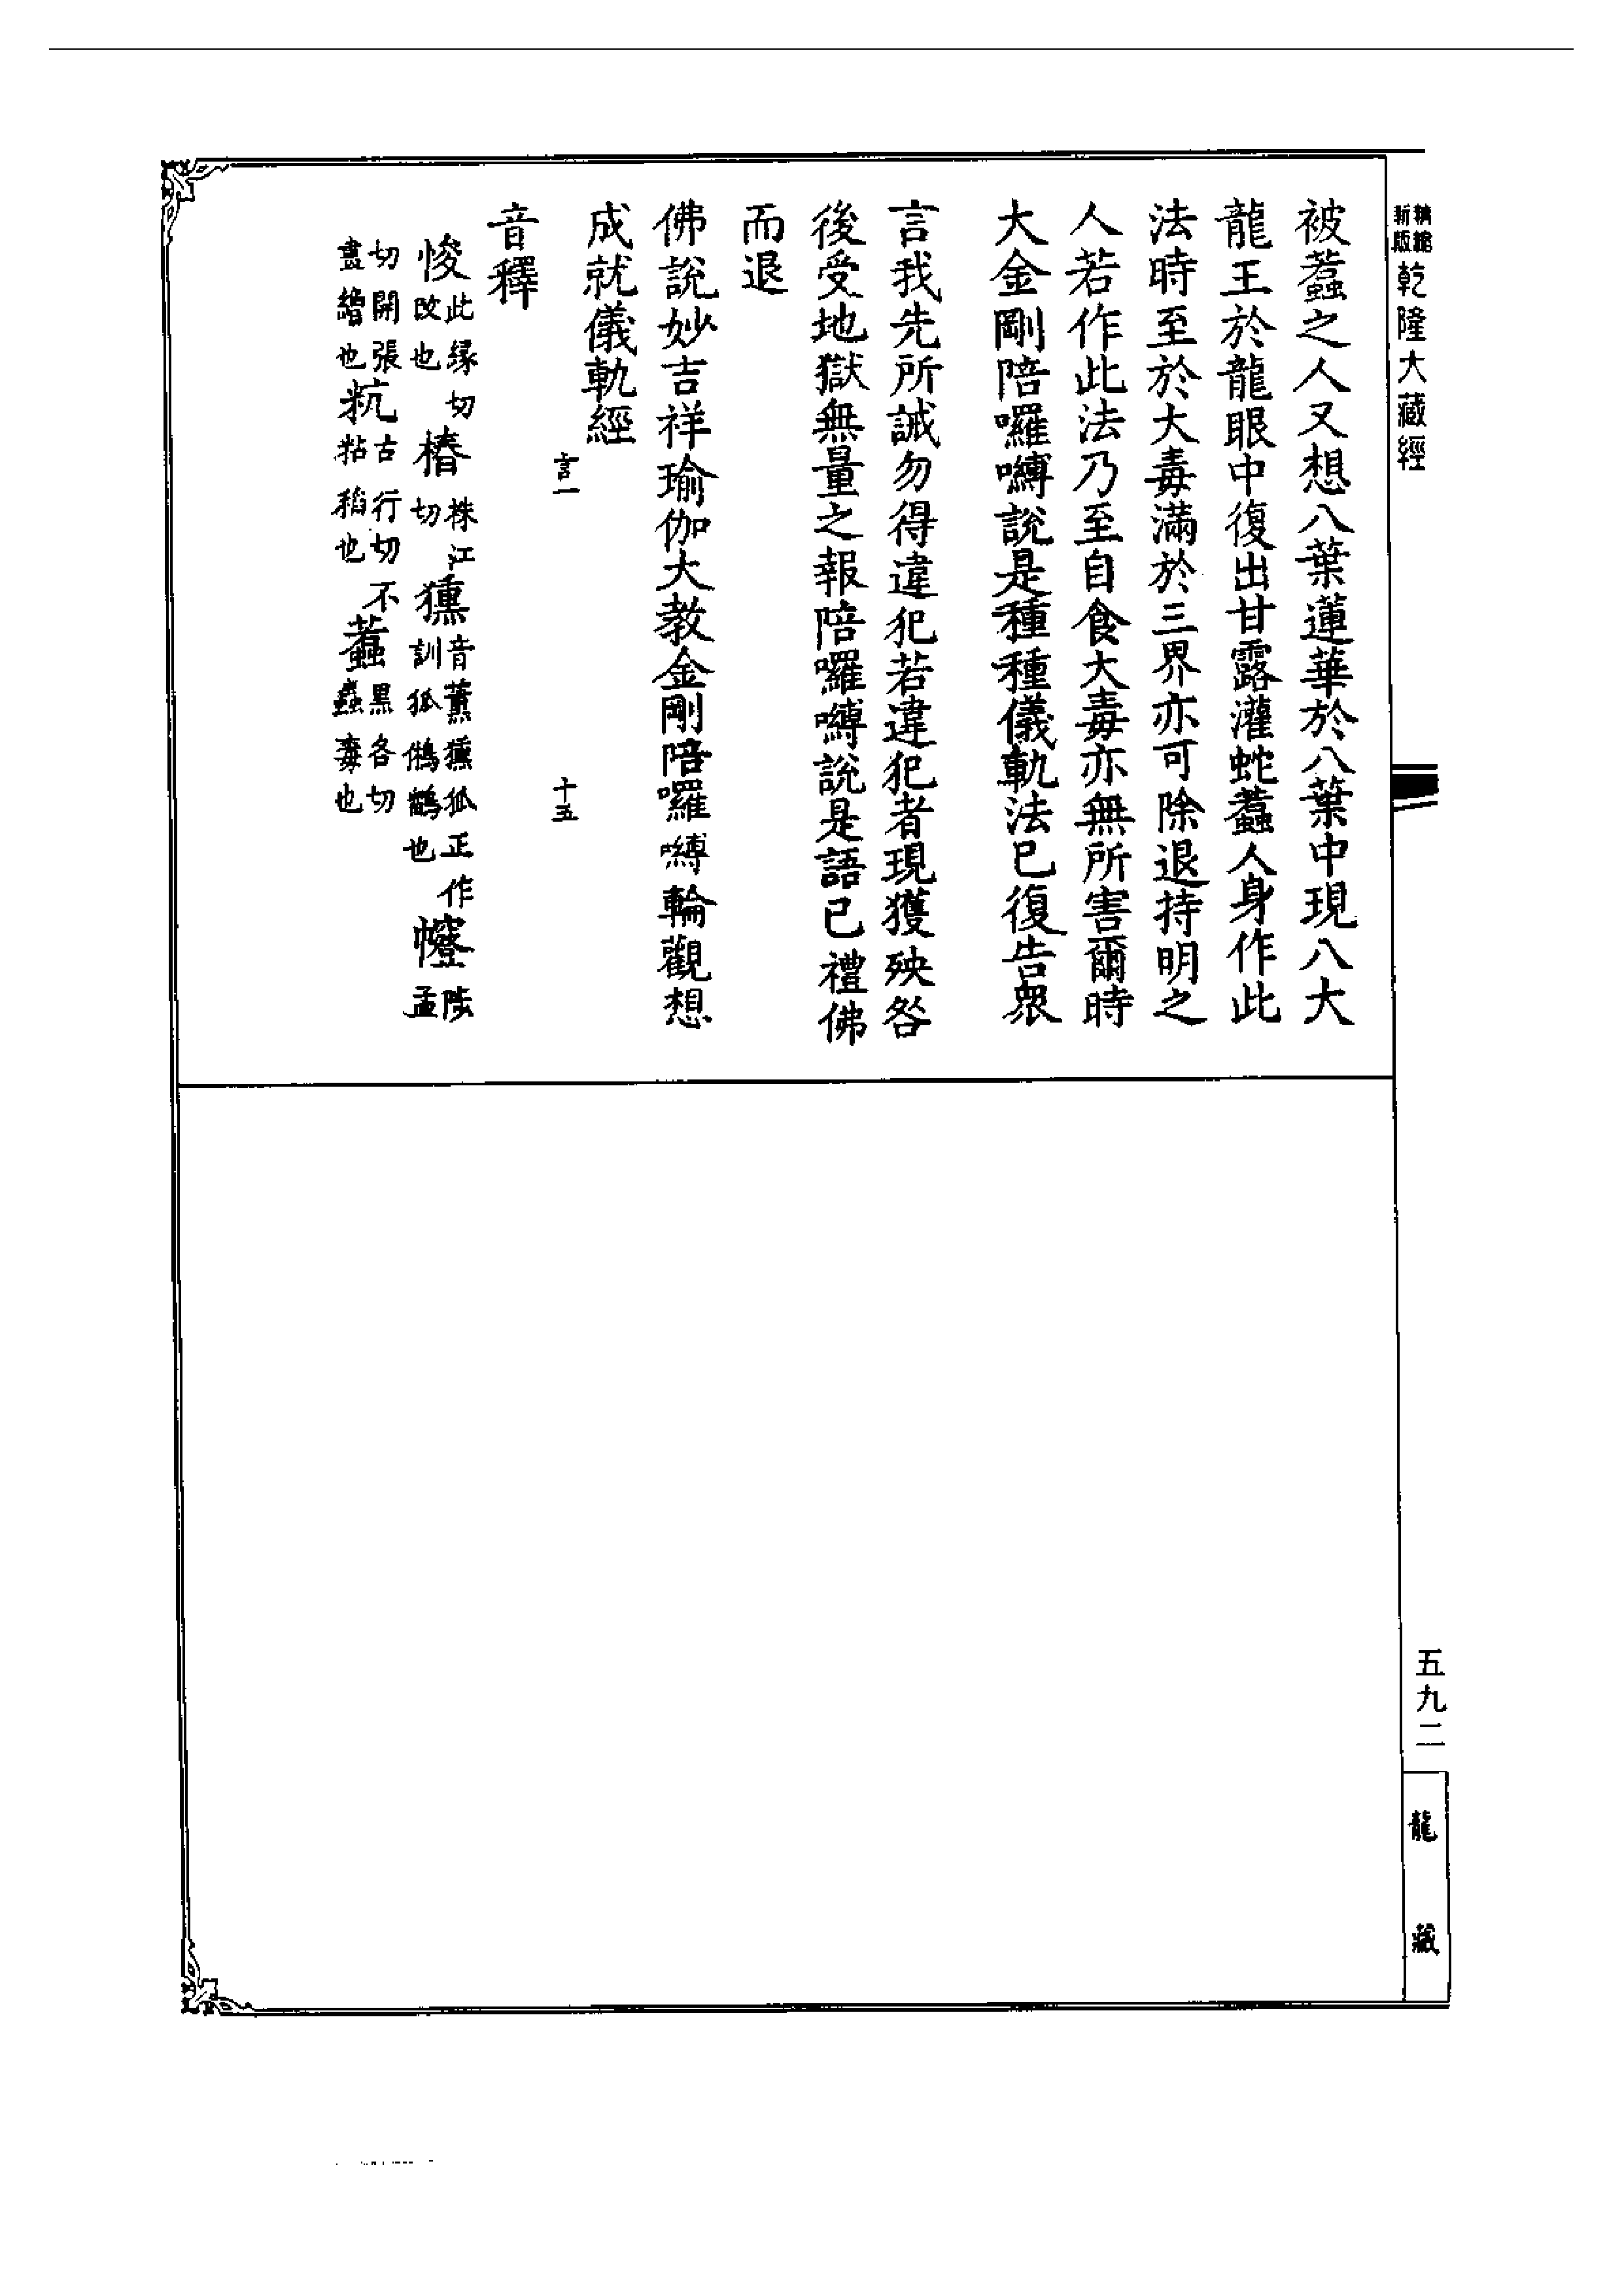 精縮新版乾隆大藏經
被蠚之人又想八葉蓮華於八葉中現八大
龍王於龍眼中復出甘露灌蛇蠚人身作此
法時至於大毒滿於三界亦可除退持明之
人若作此法乃至自食大毒亦無所害爾時
大金剛陪囉嚩說是種種儀軌法已復告眾
言我先所誡勿得違犯若違犯者現獲殃咎
後受地獄無量之報陪囉嚩說是語已禮佛
而退
佛說妙吉祥瑜伽大教金剛陪囉嚩輪觀想
成就儀軌經
言一 十五
音釋
悛此緣切改也樁株江切獯音薰獯狐正作訓狐鵂鶹也㡧陟孟
切開張畫繒也秔古行切不粘稻也蠚黑各切蟲毒也
五九二
龍藏